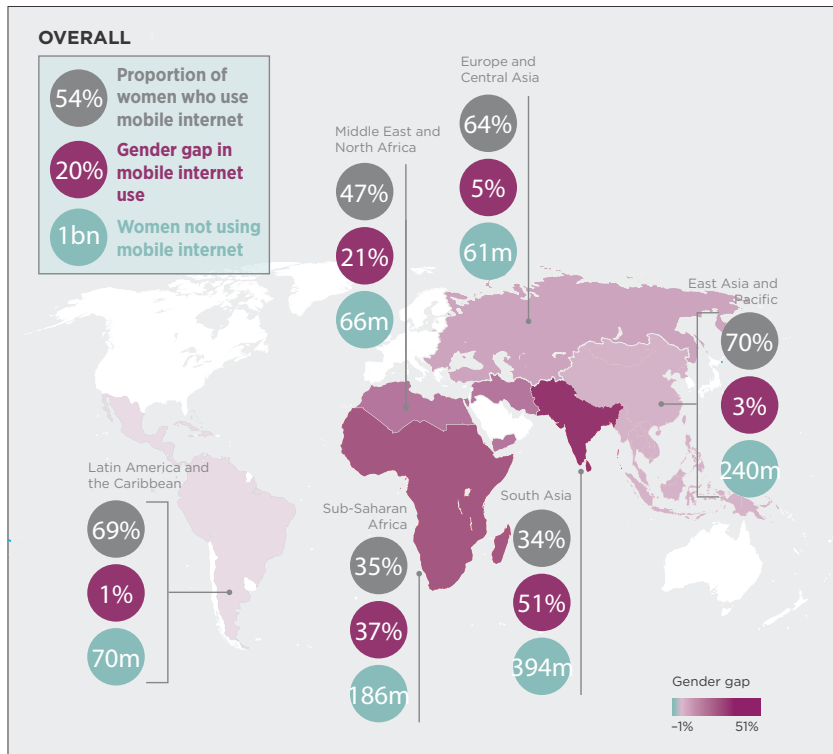 OVERALL
54%
Proportion of
women who use
mobile internet
20%
Gender gap in
mobile internet
use
1bn
Women not using
mobile internet
Middle East and
North Africa
47%
21%
66m
Europe and
Central Asia
64%
5%
61m
East Asia and
Pacific
70%
3%
240m
Latin America and
the Caribbean
69%
1%
70m
Sub-Saharan
Africa
35%
37%
186m
South Asia
34%
51%
394m
Gender gap
–1%
51%